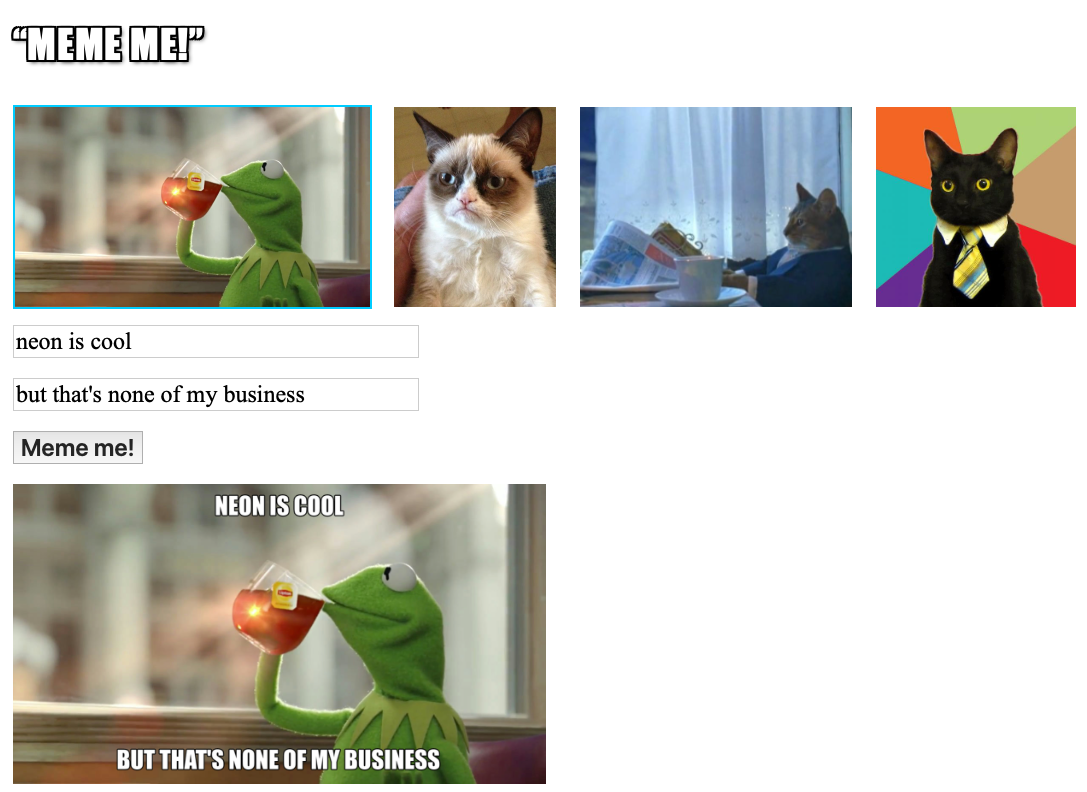 “MEME ME!”
neon is cool
but that's none of my business
Meme me!
NEON IS COOL
BUT THAT'S NONE OF MY BUSINESS